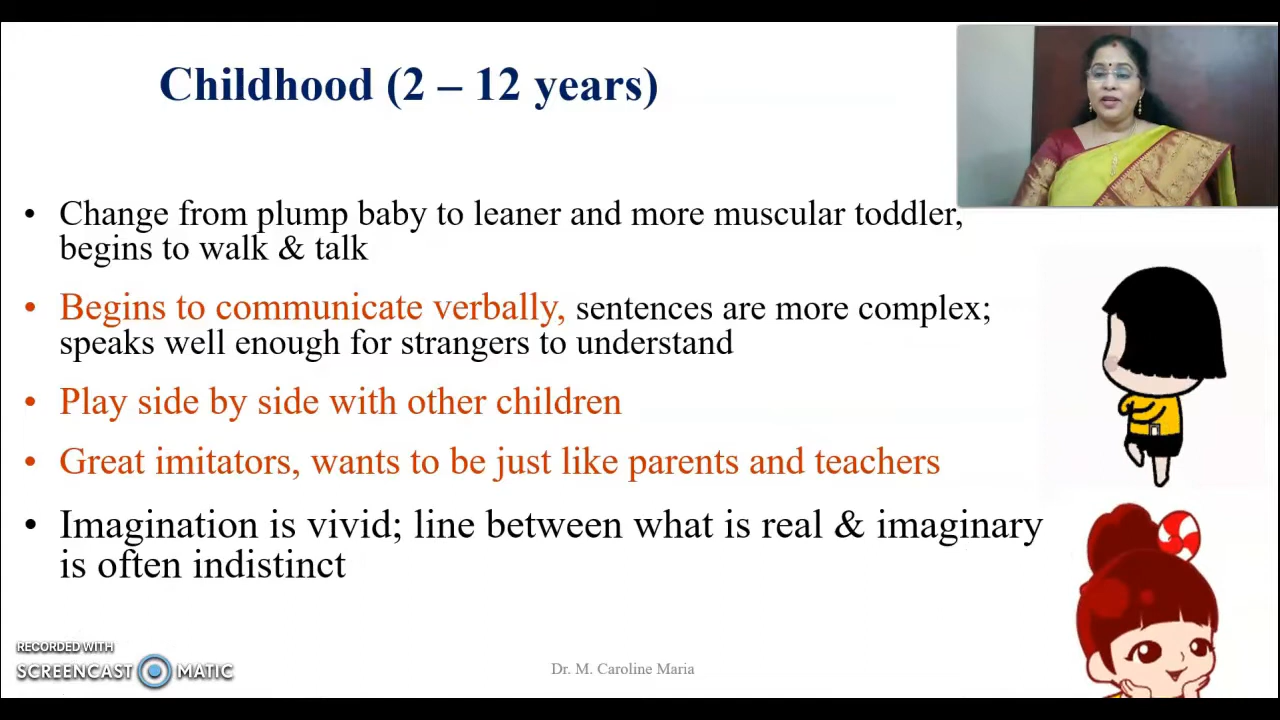 Childhood (2 – 12 years)
• Change from plump baby to leaner and more muscular toddler,
begins to walk & talk
• Begins to communicate verbally, sentences are more complex;
speaks well enough for strangers to understand
• Play side by side with other children
• Great imitators, wants to be just like parents and teachers
• Imagination is vivid; line between what is real & imaginary
is often indistinct
RECORDED WITH
SCREENCAST MATIC
Dr. M. Caroline Maria